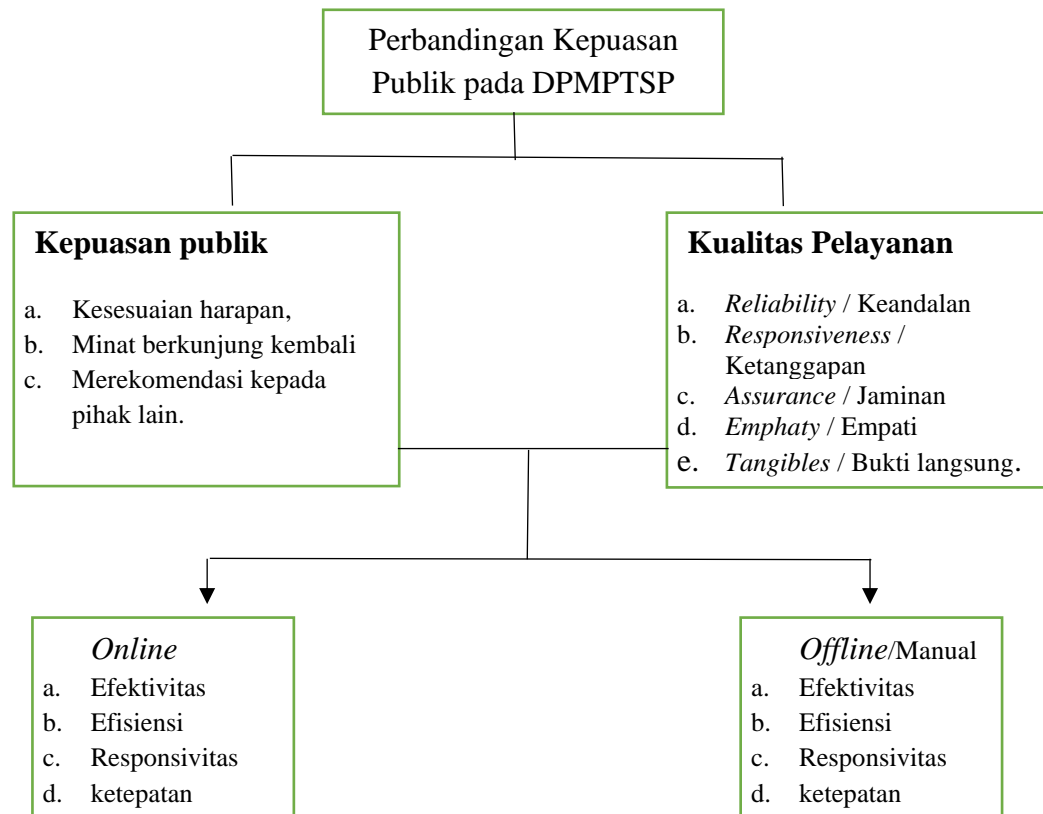 Perbandingan Kepuasan
Publik pada DPMPTSP
Kepuasan publik
a. Kesesuaian harapan,
b. Minat berkunjung kembali
c. Merekomendasi kepada
pihak lain.
Kualitas Pelayanan
a. Reliability / Keandalan
b. Responsiveness /
Ketanggapan
c. Assurance / Jaminan
d. Emphaty / Empati
e. Tangibles / Bukti langsung.
Online
a. Efektivitas
b. Efisiensi
c. Responsivitas
d. ketepatan
Offline/Manual
a. Efektivitas
b. Efisiensi
c. Responsivitas
d. ketepatan